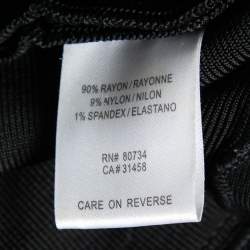 90% RAYON/RAYONNE
9% NYLON/NILON
1% SPANDEX/ELASTANO
RN# 80734
CA# 31458
CARE ON REVERSE